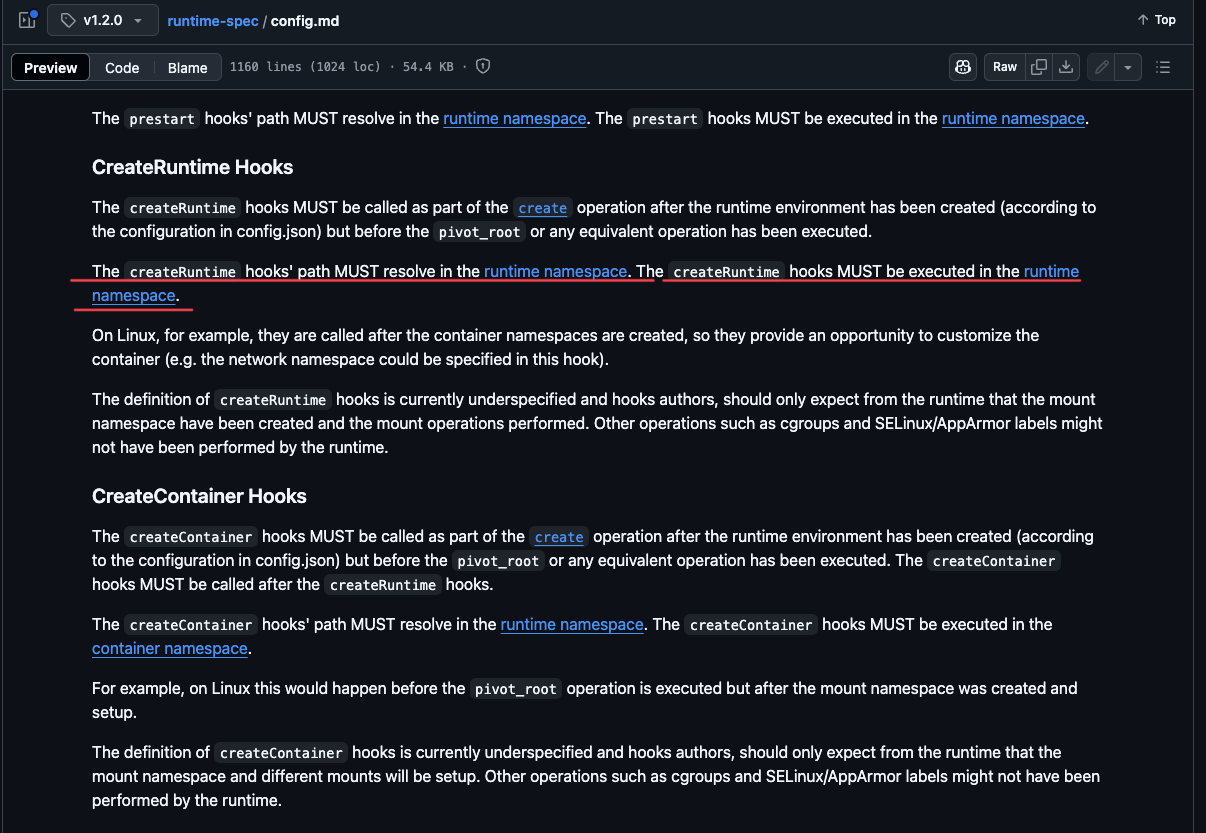 v1.2.0
runtime-spec / config.md
Top
Preview
Code
Blame
1160 lines (1024 loc) · 54.4 KB ·
Raw
The prestart hooks' path MUST resolve in the runtime namespace. The prestart hooks MUST be executed in the runtime namespace.
CreateRuntime Hooks
The createRuntime hooks MUST be called as part of the create operation after the runtime environment has been created (according to
the configuration in config.json) but before the pivot_root or any equivalent operation has been executed.
The createRuntime hooks' path MUST resolve in the runtime namespace. The createRuntime hooks MUST be executed in the runtime
namespace.
On Linux, for example, they are called after the container namespaces are created, so they provide an opportunity to customize the
container (e.g. the network namespace could be specified in this hook).
The definition of createRuntime hooks is currently underspecified and hooks authors, should only expect from the runtime that the mount
namespace have been created and the mount operations performed. Other operations such as cgroups and SELinux/AppArmor labels might
not have been performed by the runtime.
CreateContainer Hooks
The createContainer hooks MUST be called as part of the create operation after the runtime environment has been created (according
to the configuration in config.json) but before the pivot_root or any equivalent operation has been executed. The createContainer
hooks MUST be called after the createRuntime hooks.
The createContainer hooks' path MUST resolve in the runtime namespace. The createContainer hooks MUST be executed in the
container namespace.
For example, on Linux this would happen before the pivot_root operation is executed but after the mount namespace was created and
setup.
The definition of createContainer hooks is currently underspecified and hooks authors, should only expect from the runtime that the
mount namespace and different mounts will be setup. Other operations such as cgroups and SELinux/AppArmor labels might not have been
performed by the runtime.